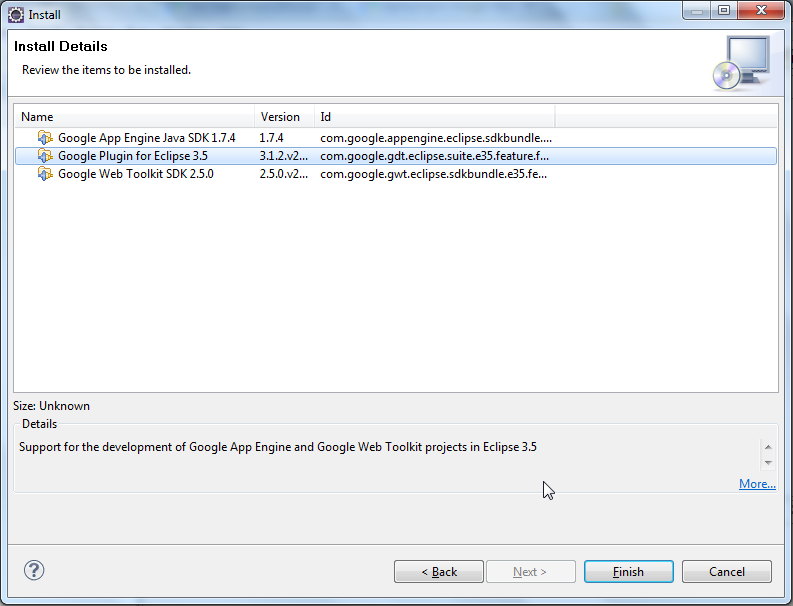 Install
Install Details
Review the items to be installed.
Name Version Id
Google App Engine Java SDK 1.7.4 1.7.4 com.google.appengine.eclipse.sdkbundle....
Google Plugin for Eclipse 3.5 3.1.2.v2... com.google.gdt.eclipse.suite.e35.feature.f...
Google Web Toolkit SDK 2.5.0 2.5.0.v2... com.google.gwt.eclipse.sdkbundle.e35.fe...
Size: Unknown
Details
Support for the development of Google App Engine and Google Web Toolkit projects in Eclipse 3.5
More...
? < Back Next > Finish Cancel